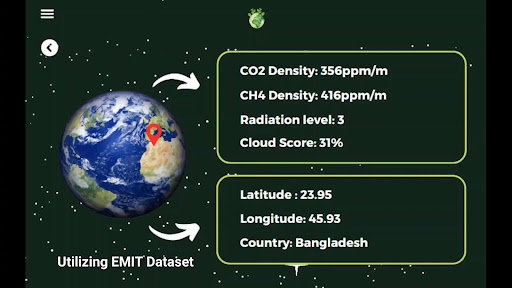 CO2 Density: 356ppm/m
CH4 Density: 416ppm/m
Radiation level: 3
Cloud Score: 31%
Latitude : 23.95
Longitude: 45.93
Country: Bangladesh
Utilizing EMIT Dataset